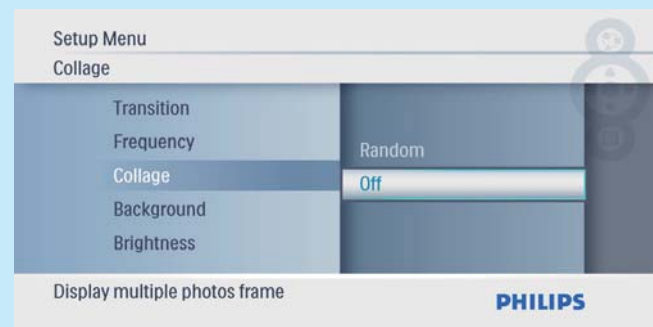 Setup Menu
Collage
Transition
Frequency
Collage
Background
Brightness
Random
Off
Display multiple photos frame
PHILIPS